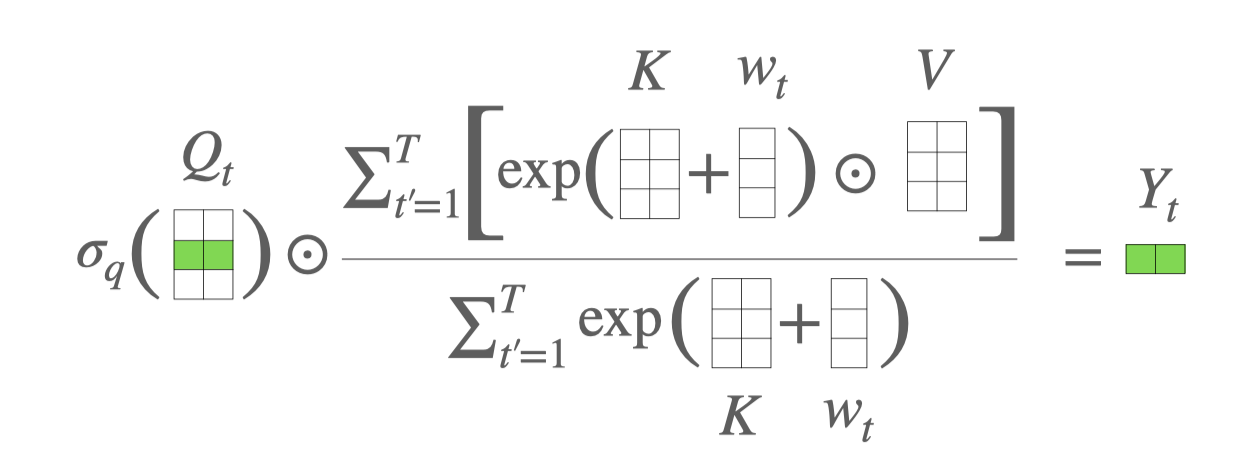 K w_t V
Q_t
σ_q( ) ⊙ ∑_{t'=1}^{T} [ exp( + ) ⊙ ] = Y_t
∑_{t'=1}^{T} exp( + )
K w_t